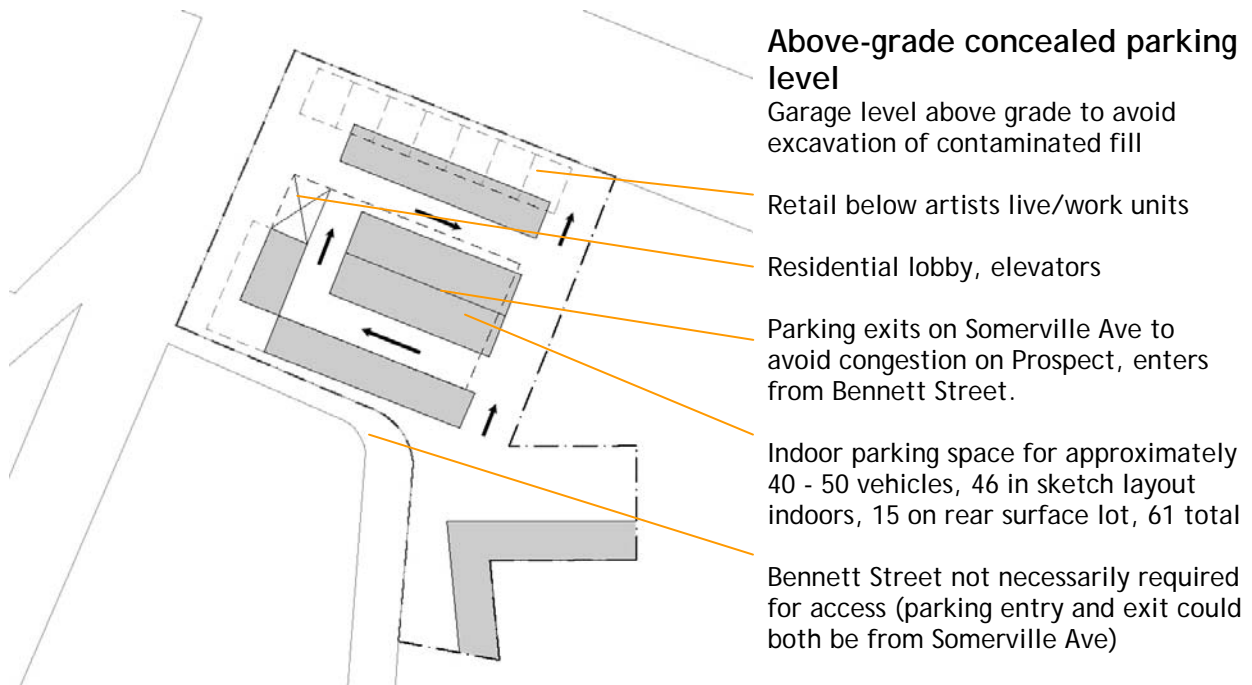 Above-grade concealed parking
level
Garage level above grade to avoid
excavation of contaminated fill
Retail below artists live/work units
Residential lobby, elevators
Parking exits on Somerville Ave to
avoid congestion on Prospect, enters
from Bennett Street.
Indoor parking space for approximately
40 - 50 vehicles, 46 in sketch layout
indoors, 15 on rear surface lot, 61 total
Bennett Street not necessarily required
for access (parking entry and exit could
both be from Somerville Ave)